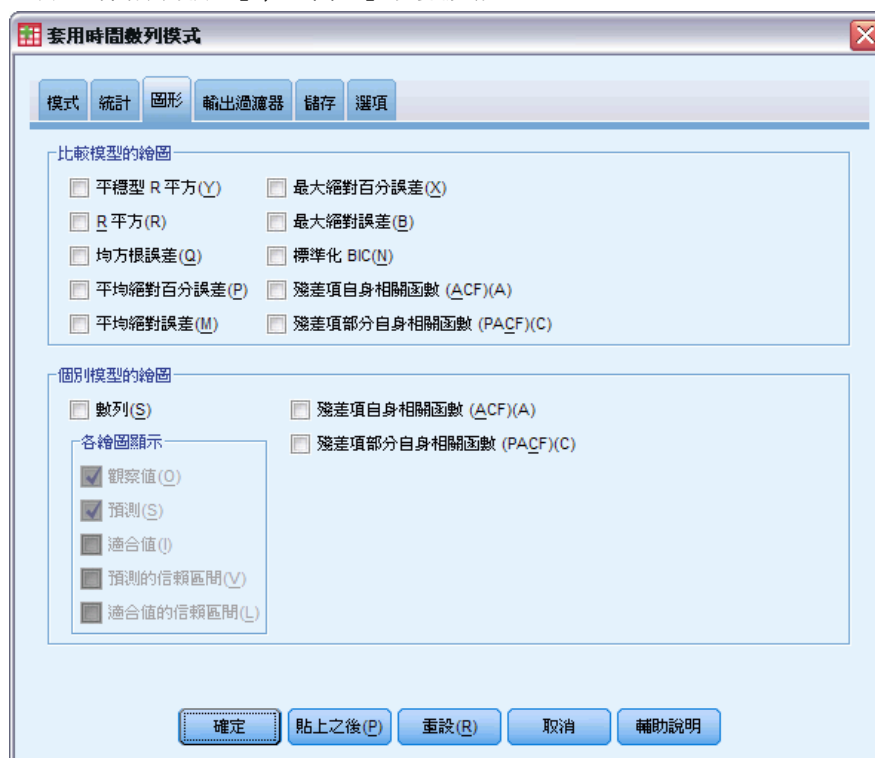 套用時間數列模式
模式 統計 圖形 輸出過濾器 儲存 選項
比較模型的繪圖
平穩型 R 平方(Y) 最大絕對百分誤差(X)
R 平方(R) 最大絕對誤差(B)
均方根誤差(Q) 標準化 BIC(N)
平均絕對百分誤差(P) 殘差項自身相關函數 (ACF)(A)
平均絕對誤差(M) 殘差項部分自身相關函數 (PACF)(C)
個別模型的繪圖
數列(S) 殘差項自身相關函數 (ACF)(A)
各繪圖顯示 殘差項部分自身相關函數 (PACF)(C)
觀察值(O)
預測(S)
適合值(I)
預測的信賴區間(V)
適合值的信賴區間(L)
確定 貼上之後(P) 重設(R) 取消 輔助說明